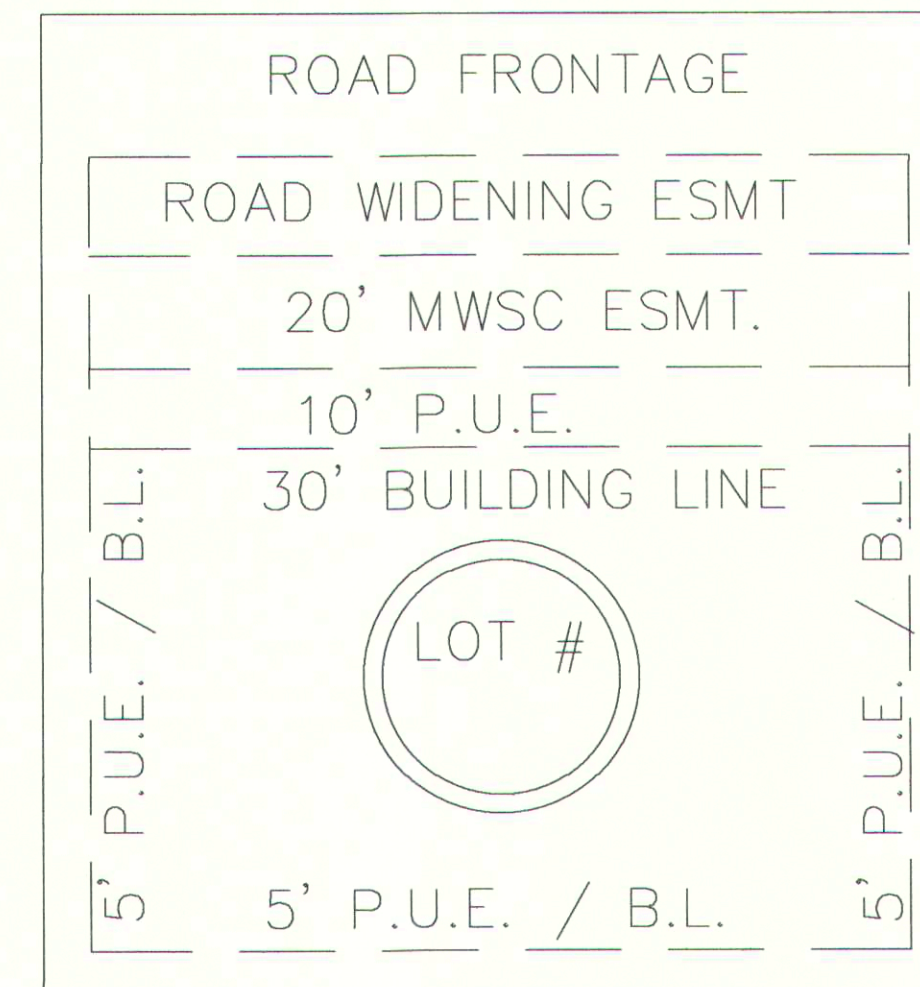 ROAD FRONTAGE
ROAD WIDENING ESMT
20' MWSC ESMT.
10' P.U.E.
30' BUILDING LINE
LOT #
5' P.U.E. / B.L.
5' P.U.E. / B.L.
5' P.U.E. / B.L.